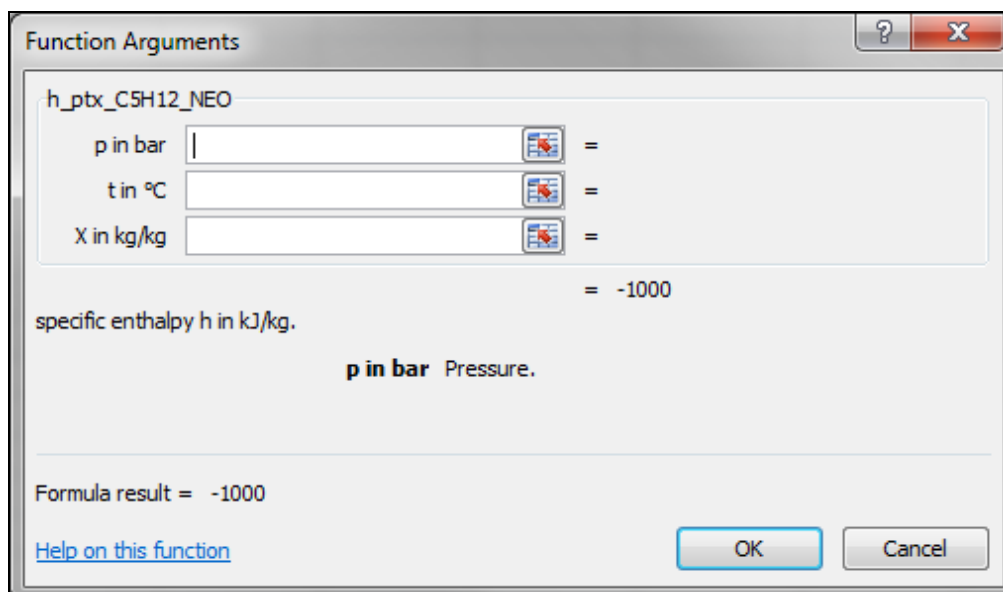 Function Arguments
h_ptx_C5H12_NEO
p in bar =
t in °C =
X in kg/kg =
= -1000
specific enthalpy h in kJ/kg.
p in bar Pressure.
Formula result = -1000
Help on this function OK Cancel